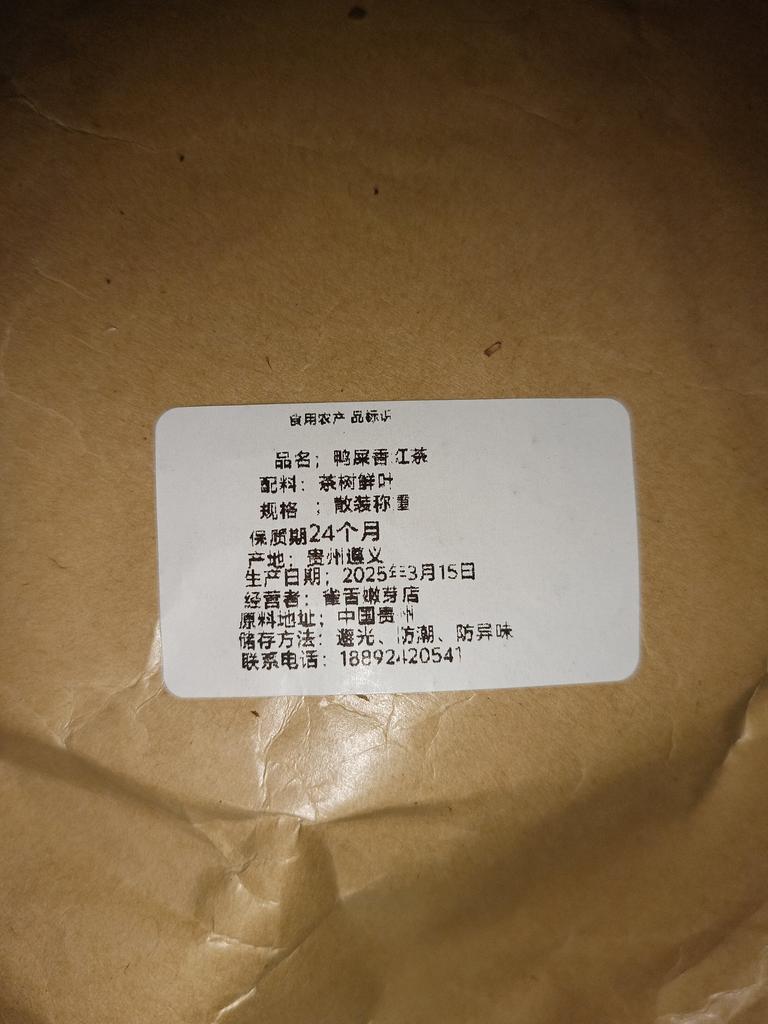 食用农产品标识
品名；鸭屎香红茶
配料：茶树鲜叶
规格 ；散装称重
保质期24个月
产地；贵州遵义
生产日期；2025年3月15日
经营者；雀舌嫩芽店
原料地址；中国贵州
储存方法：避光、防潮、防异味
联系电话：18892420541